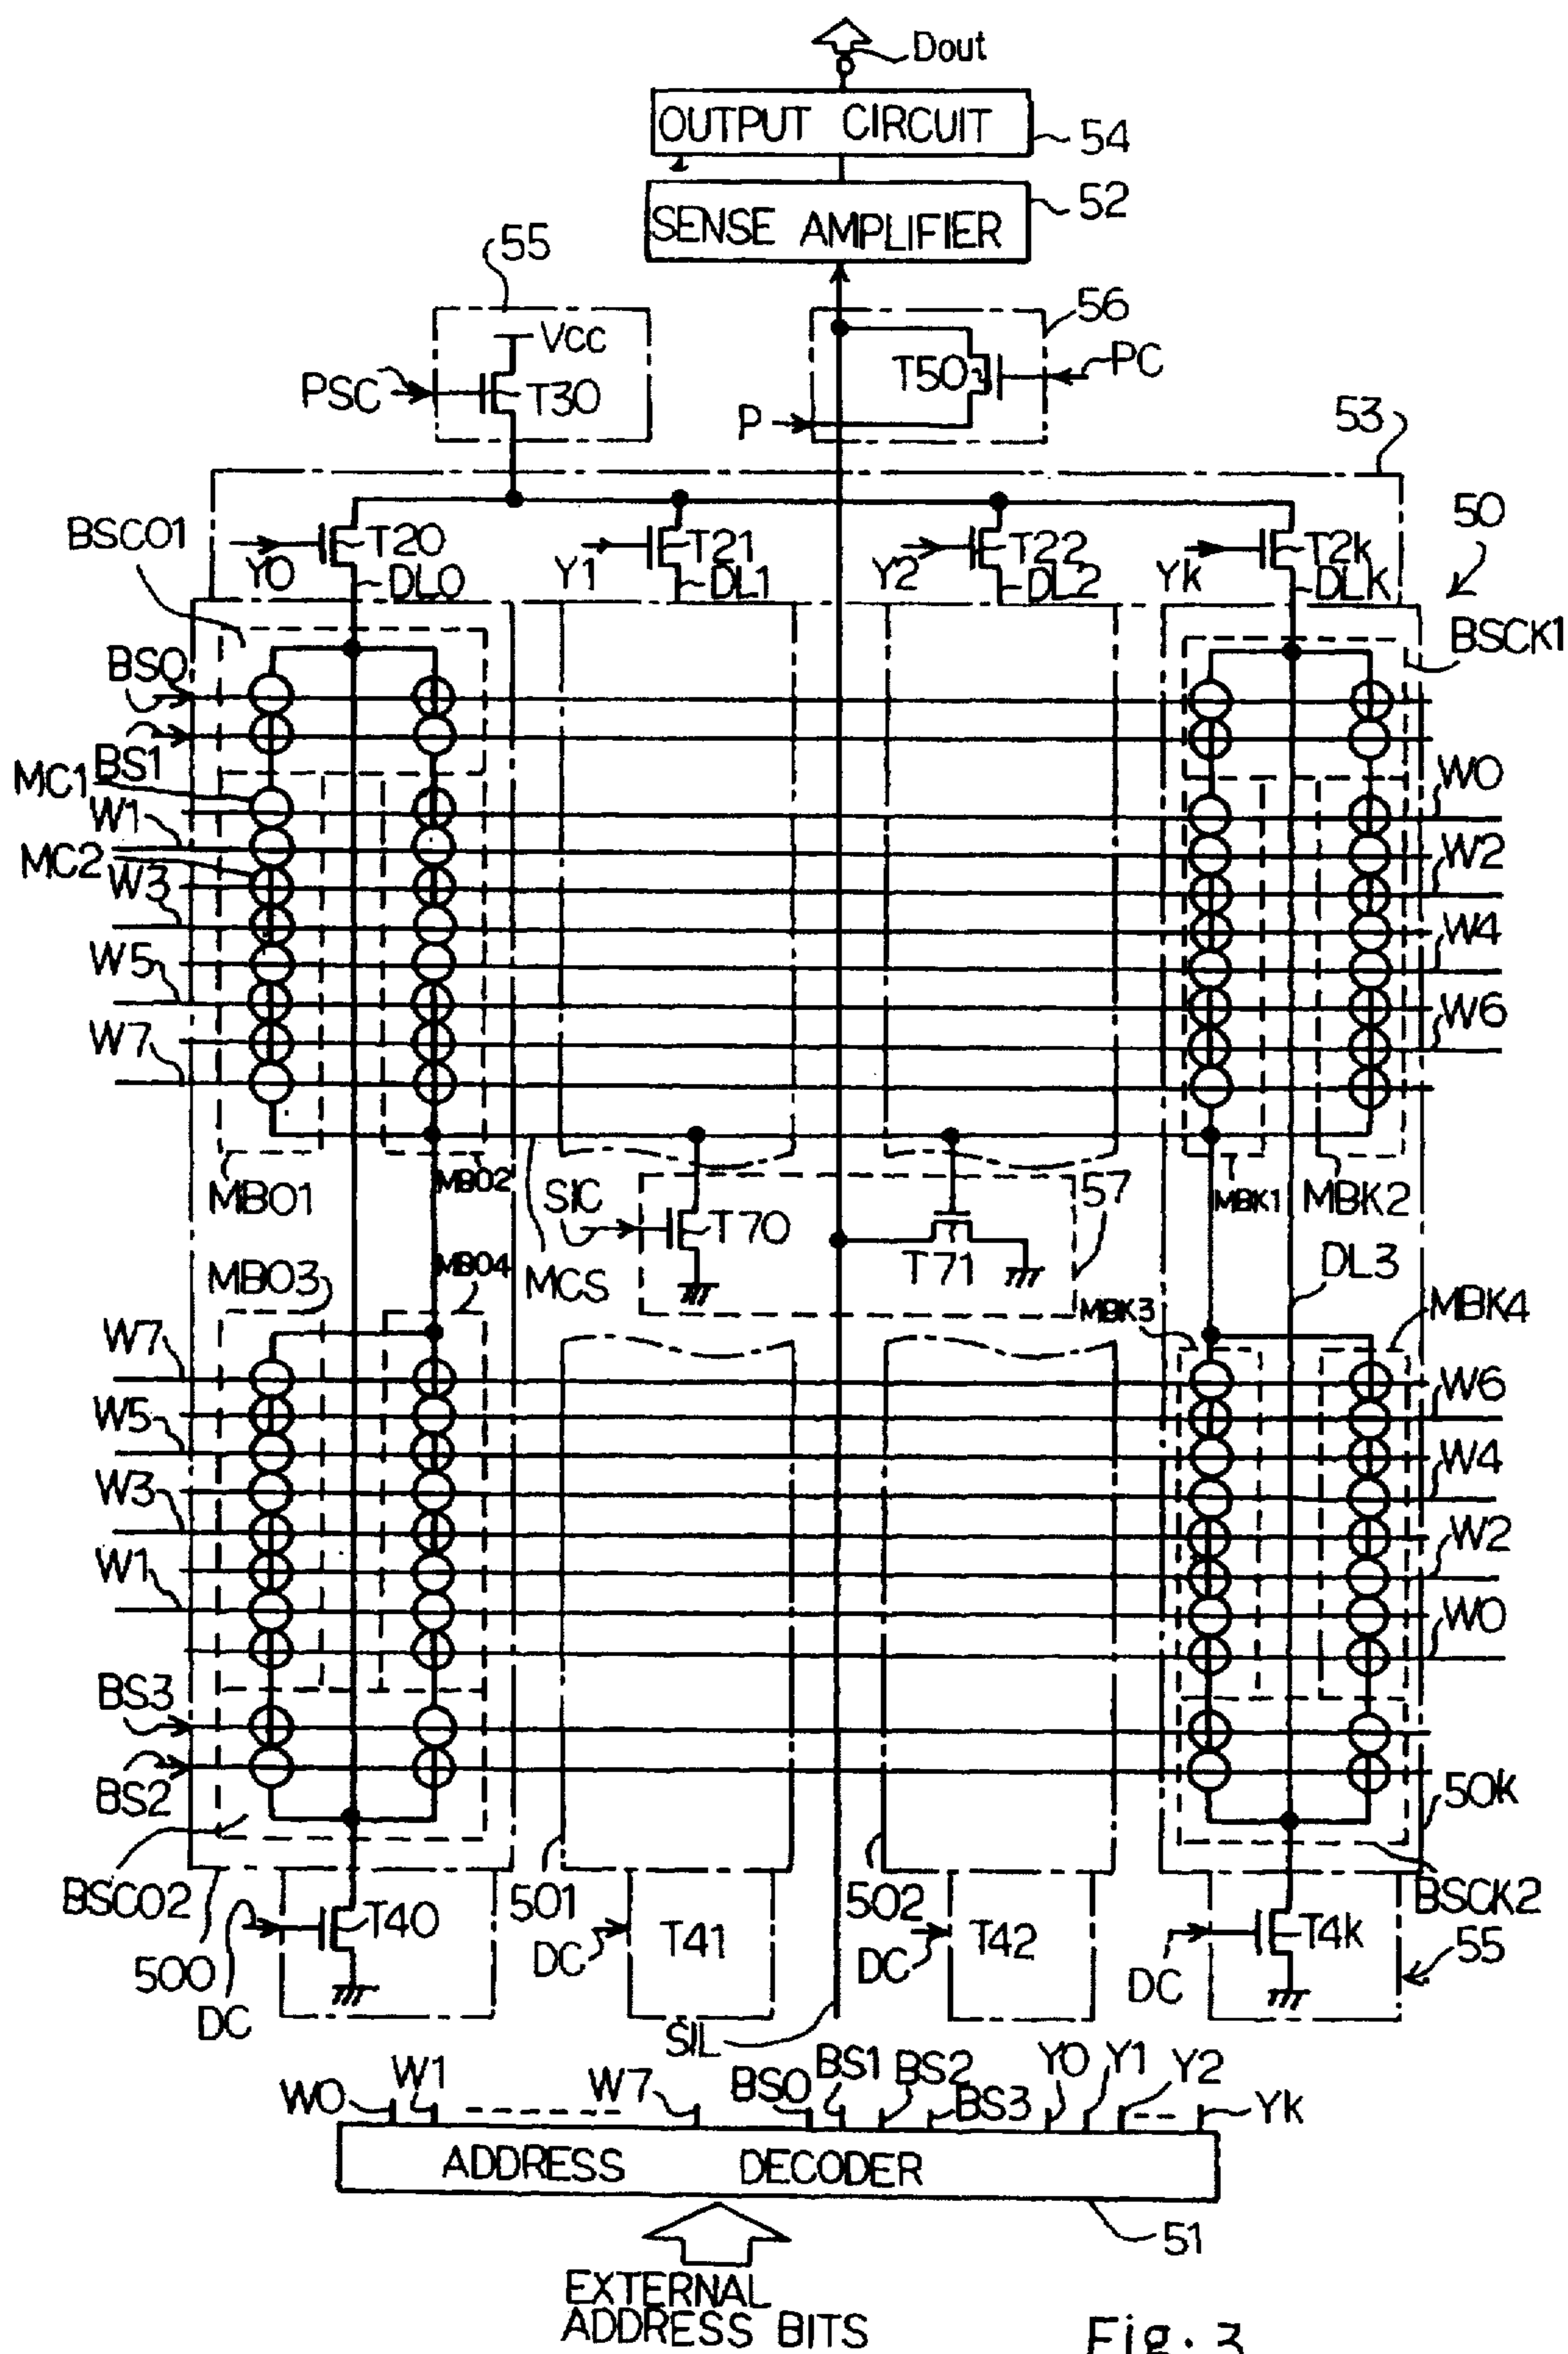 Dout
OUTPUT CIRCUIT
54
SENSE AMPLIFIER
52
55
56
Vcc
PSC
T30
T50
PC
P
53
50
BSC01
Y0
T20
DL0
Y1
T21
DL1
Y2
T22
DL2
Yk
T2k
DLK
BSCK1
BS0
BS1
MC1
W1
MC2
W3
W5
W7
W0
W2
W4
W6
MB01
MB02
SIC
T70
MCS
T71
57
MBK1
MBK2
DL3
MB03
MB04
MBK3
MBK4
W7
W5
W3
W1
W6
W4
W2
W0
BS3
BS2
BSC02
500
DC
T40
501
DC
T41
SIL
502
DC
T42
50k
BSCK2
DC
T4k
55
W0
W1
W7
BS0
BS1
BS2
BS3
Y0
Y1
Y2
Yk
ADDRESS DECODER
51
EXTERNAL
ADDRESS BITS
Fig. 3